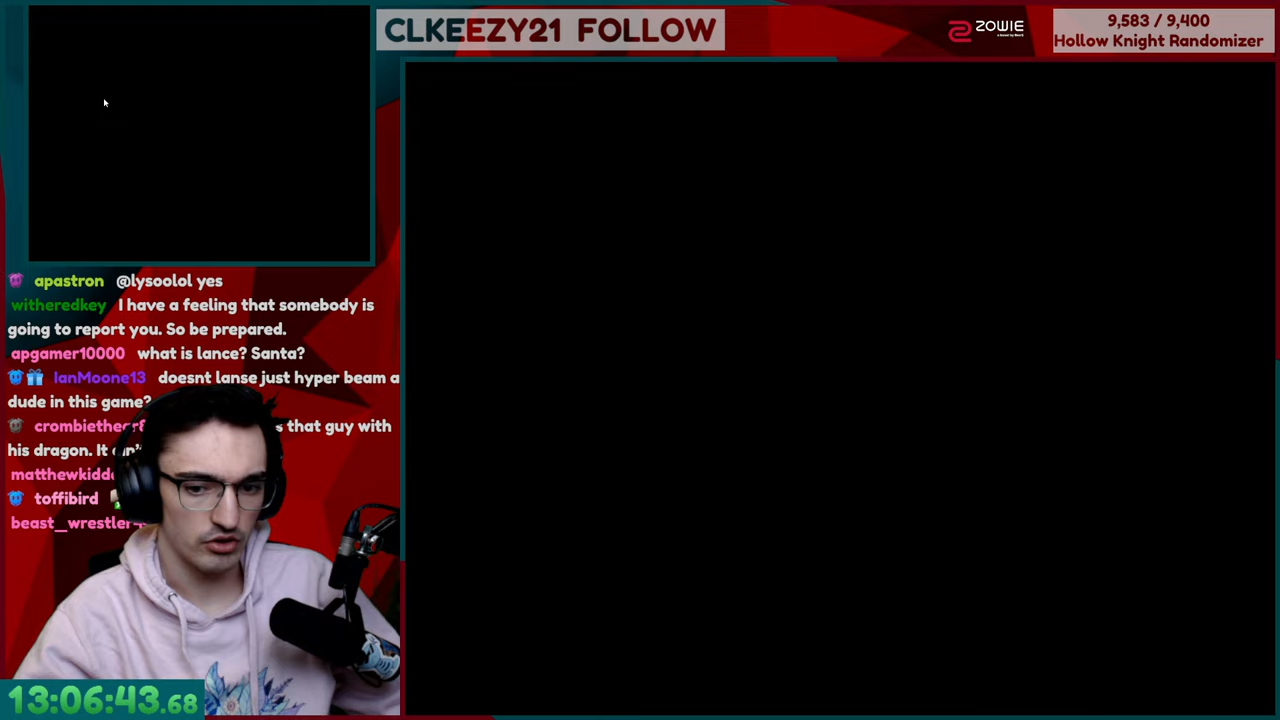 CLKEEZY21 FOLLOW
ZOWIE
9,583 / 9,400
Hollow Knight Randomizer
apastron @lysoolol yes
witheredkey I have a feeling that somebody is
going to report you. So be prepared.
apgamer10000 what is lance? Santa?
IanMoone13 doesnt lanse just hyper beam a
dude in this game?
that guy with
his dragon. It
toffibird
13:06:43.68